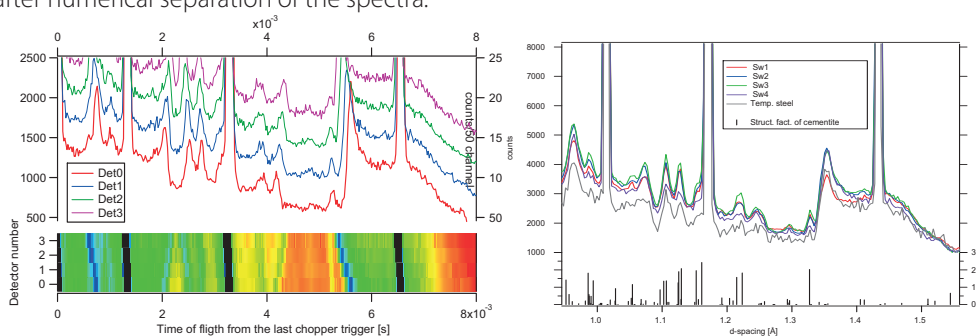 after numerical separation of the spectra.
x10-3
0 2 4 6 8
2500 25
2000 20
1500 15
1000 10
500 50
counts/50 channel
Det0
Det1
Det2
Det3
Detector number
3
2
1
0
0 2 4 6 8x10-3
Time of fligth from the last chopper trigger [s]
8000
7000
6000
5000
4000
3000
2000
1000
counts
Sw1
Sw2
Sw3
Sw4
Temp. steel
Struct. fact. of cementite
3
2
1
0
1.0 1.1 1.2 1.3 1.4 1.5
d-spacing [Å]